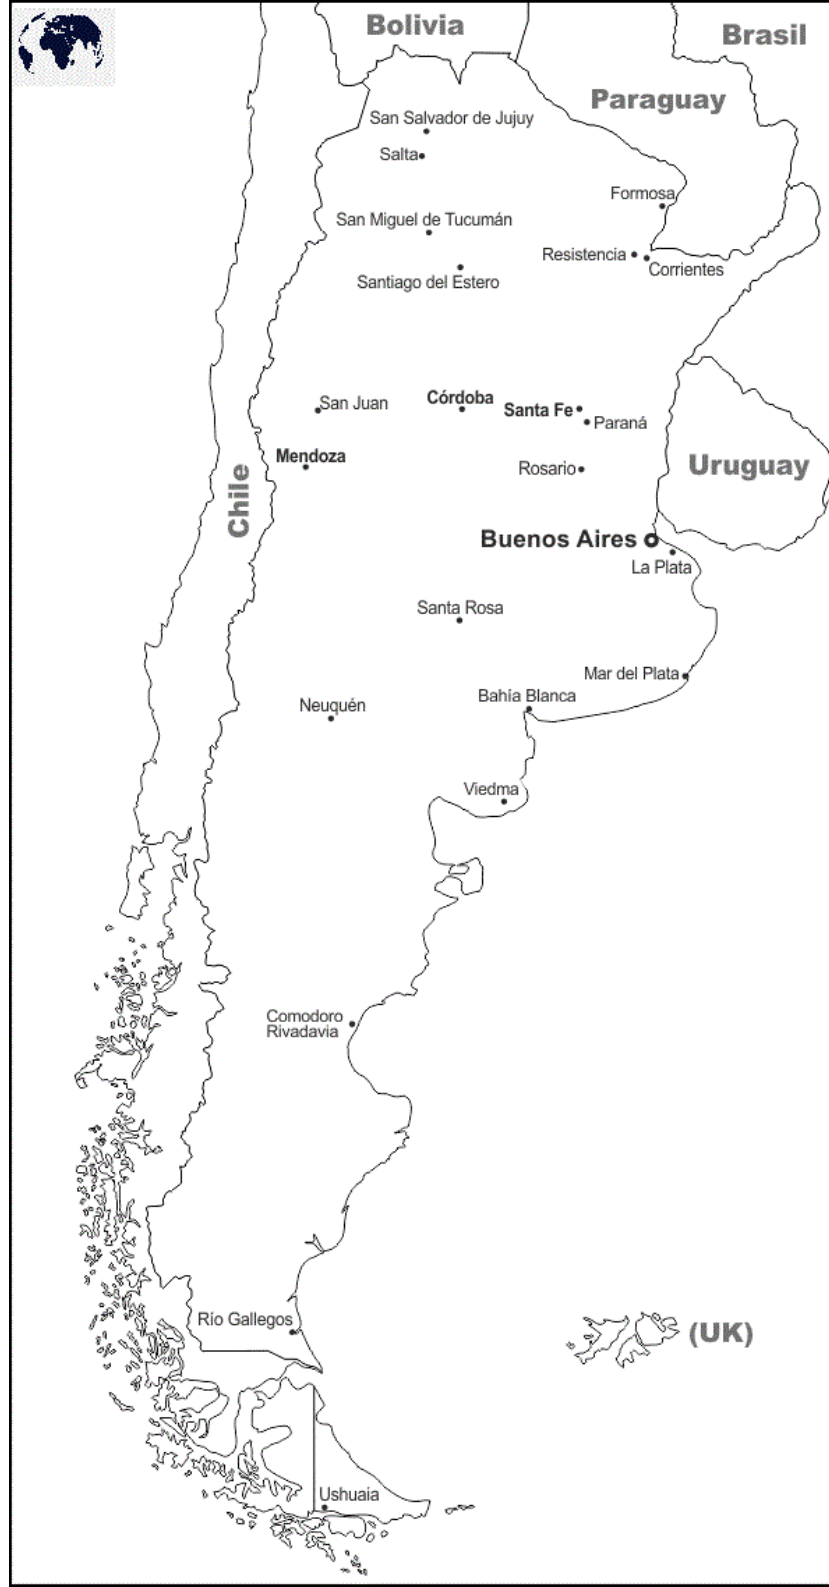 Bolivia
Brasil
Paraguay
San Salvador de Jujuy
Salta
Formosa
San Miguel de Tucumán
Resistencia
Corrientes
Santiago del Estero
San Juan
Córdoba
Santa Fe
Paraná
Mendoza
Rosario
Uruguay
Chile
Buenos Aires
La Plata
Santa Rosa
Mar del Plata
Bahía Blanca
Neuquén
Viedma
Comodoro
Rivadavia
Río Gallegos
(UK)
Ushuaia